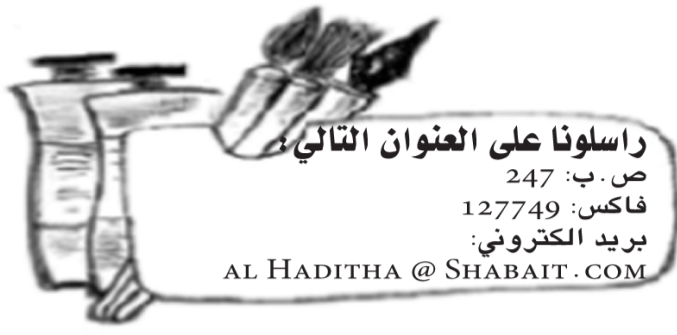 راسلونا على العنوان التالي:
ص.ب: 247
فاكس: 127749
بريد الكتروني:
AL HADITHA @ SHABAIT.COM